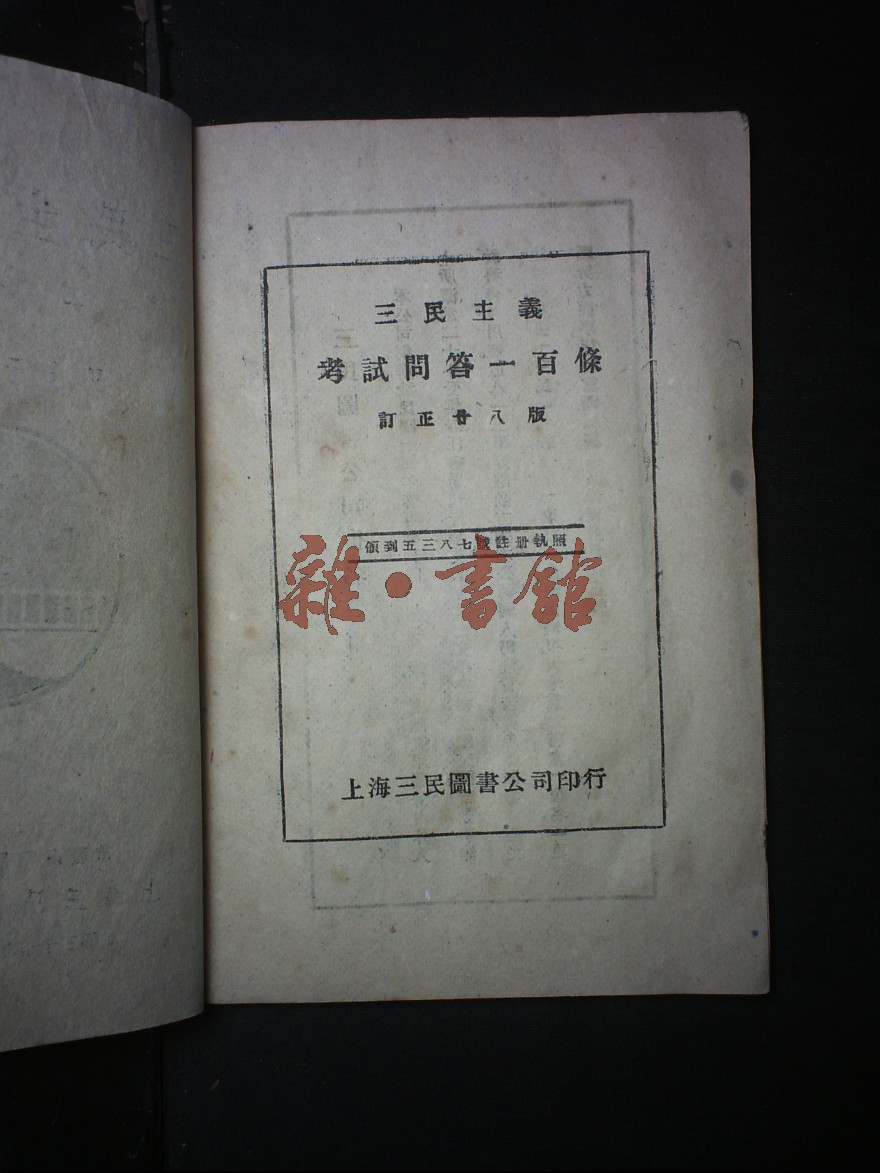 三民主義
考試問答一百條
訂正廿八版
領到五三八七號註册執照
雜·書館
上海三民圖書公司印行